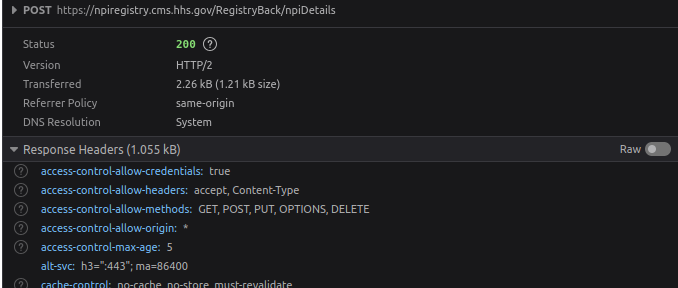 POST https://npiregistry.cms.hhs.gov/RegistryBack/npiDetails
Status 200 ?
Version HTTP/2
Transferred 2.26 kB (1.21 kB size)
Referrer Policy same-origin
DNS Resolution System
Response Headers (1.055 kB) Raw
? access-control-allow-credentials: true
? access-control-allow-headers: accept, Content-Type
? access-control-allow-methods: GET, POST, PUT, OPTIONS, DELETE
? access-control-allow-origin: *
? access-control-max-age: 5
alt-svc: h3=":443"; ma=86400
? cache-control: no-cache, no-store, must-revalidate